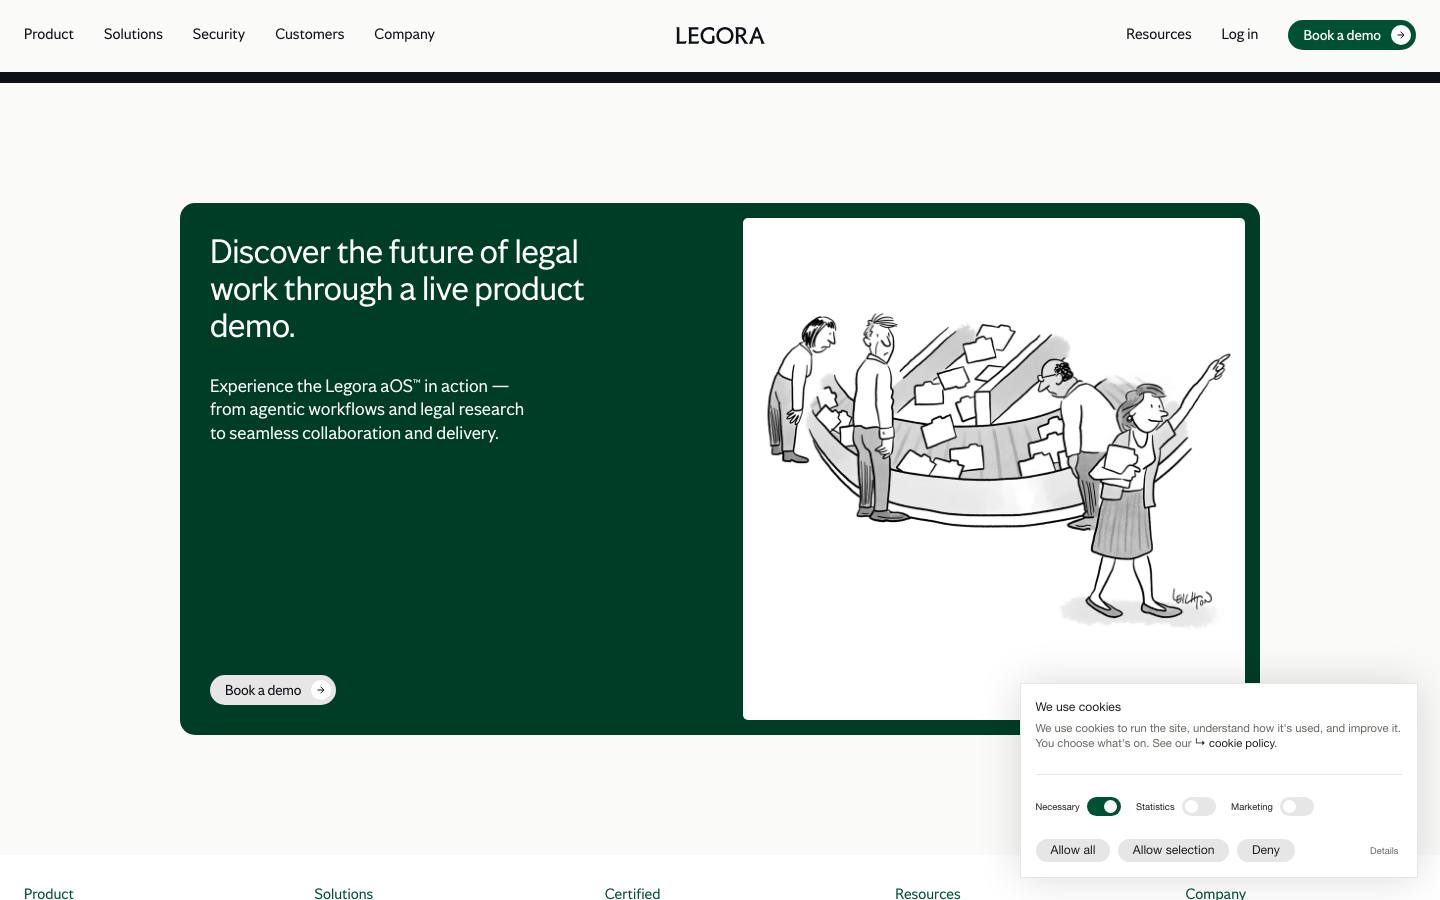 Product Solutions Security Customers Company LEGORA Resources Log in Book a demo
Discover the future of legal
work through a live product
demo.
Experience the Legora aOS™ in action —
from agentic workflows and legal research
to seamless collaboration and delivery.
Book a demo
LEIGHTON
We use cookies
We use cookies to run the site, understand how it's used, and improve it.
You choose what's on. See our ↳ cookie policy.
Necessary Statistics Marketing
Allow all Allow selection Deny Details
Product Solutions Certified Resources Company